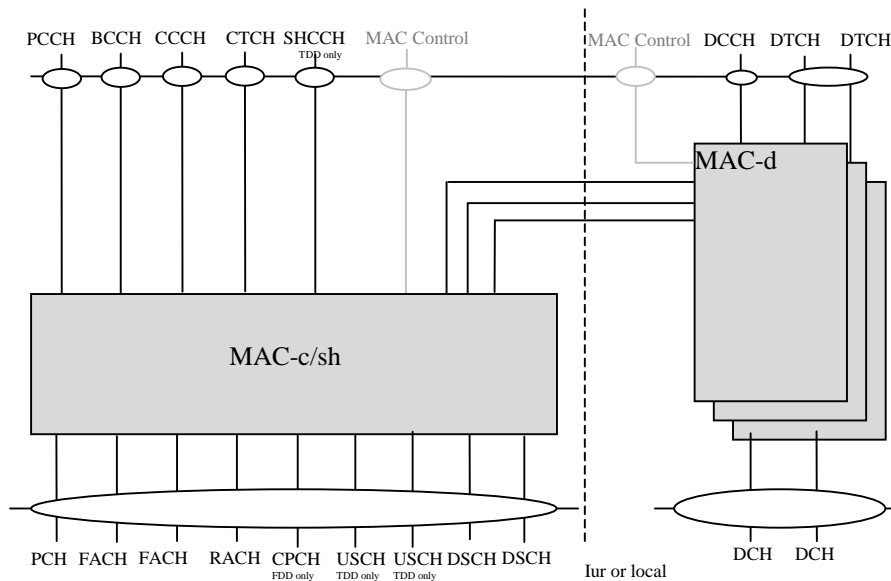 PCCH BCCH CCCH CTCH SHCCH MAC Control MAC Control DCCH DTCH DTCH
TDD only
MAC-d
MAC-c/sh
PCH FACH FACH RACH CPCH USCH USCH DSCH DSCH DCH DCH
FDD only TDD only TDD only
Iur or local